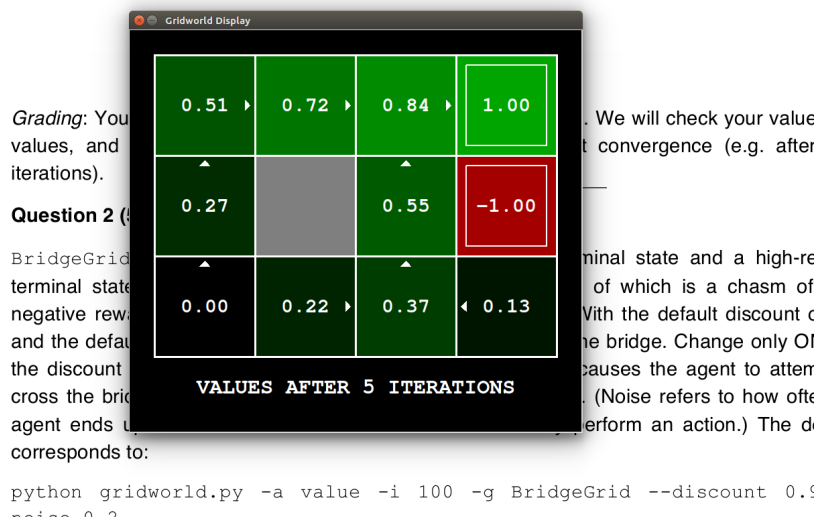 Gridworld Display
0.51 0.72 0.84 1.00
Grading: You . We will check your value
values, and t convergence (e.g. after
iterations).
0.27 0.55 -1.00
Question 2 (
BridgeGrid minal state and a high-re
terminal state of which is a chasm of
0.00 0.22 0.37 0.13
negative rew With the default discount
and the defau he bridge. Change only
the discount causes the agent to attem
VALUES AFTER 5 ITERATIONS
cross the brid . (Noise refers to how ofte
agent ends perform an action.) The de
corresponds to:
python gridworld.py -a value -i 100 -g BridgeGrid --discount 0.9